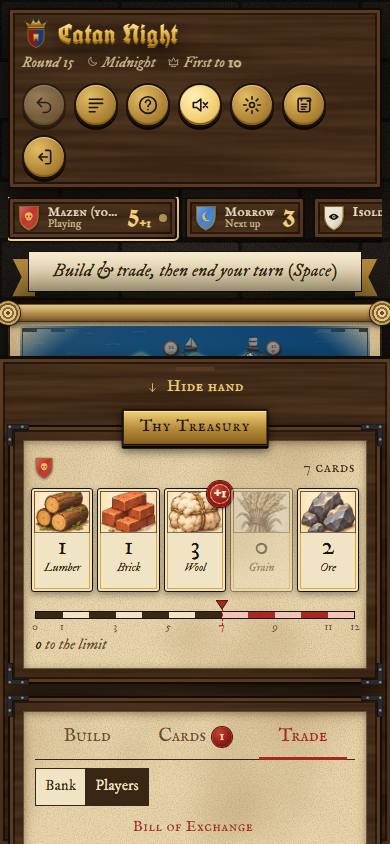 Catan Night
Round 15 Midnight First to 10
Mazen (yo... Playing 5+1
Morrow Next up 3
Isold
Build & trade, then end your turn (Space)
↓ Hide hand
Thy Treasury
7 cards
+1
1 1 3 0 2
Lumber Brick Wool Grain Ore
0 1 3 5 7 9 11 12
0 to the limit
Build Cards 1 Trade
Bank Players
Bill of Exchange